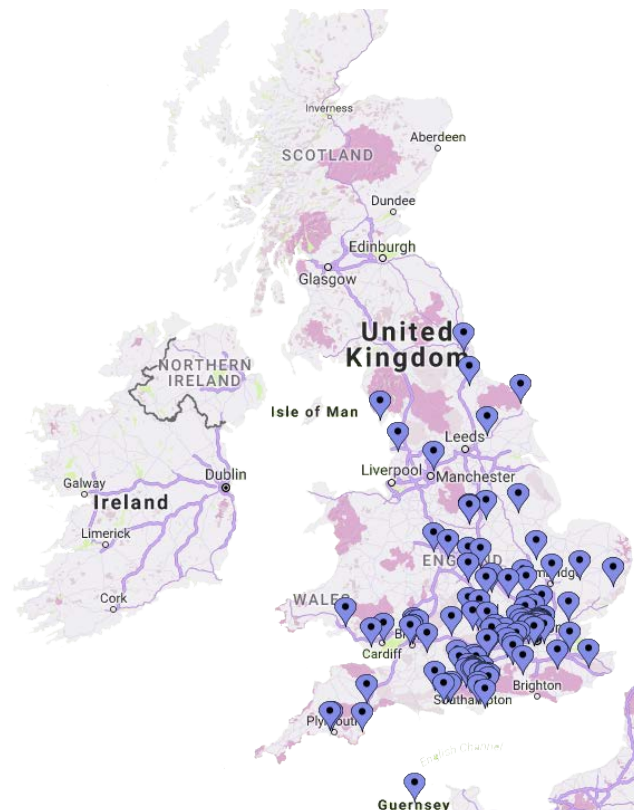 Inverness
Aberdeen
SCOTLAND
Dundee
Edinburgh
Glasgow
United
Kingdom
NORTHERN
IRELAND
Isle of Man
Leeds
Liverpool
Manchester
Galway
Dublin
Ireland
Limerick
Cork
WALES
Cardiff
Brighton
Southampton
English Channel
Guernsey